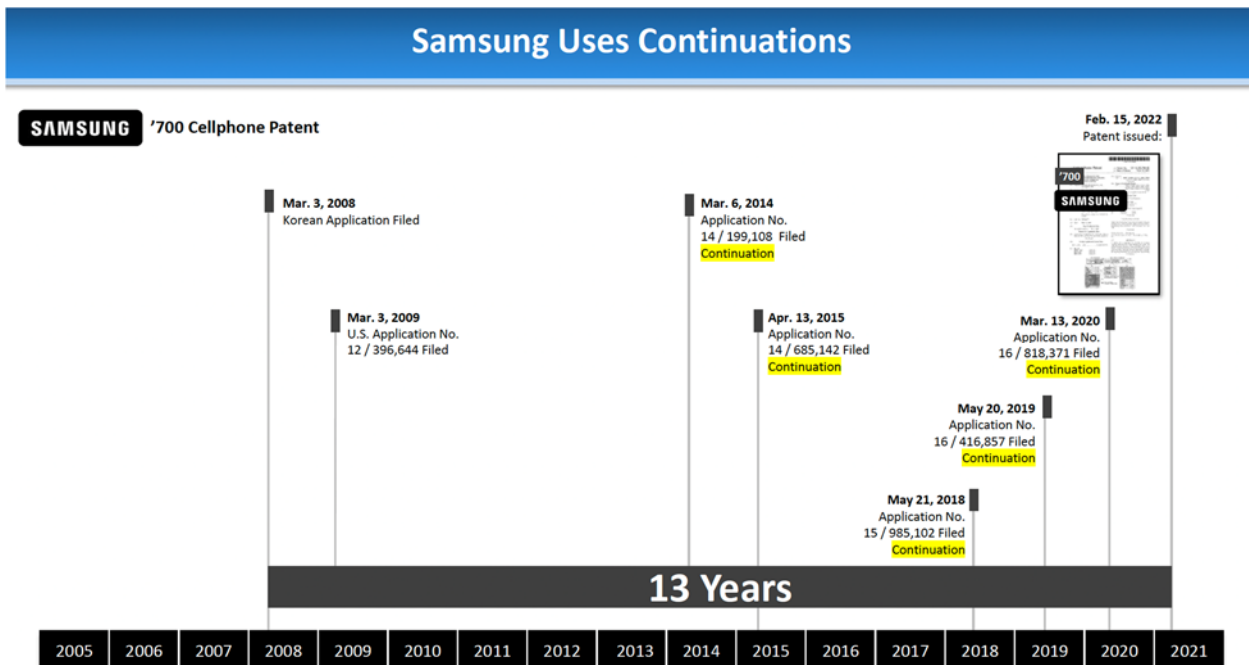 Samsung Uses Continuations
SAMSUNG '700 Cellphone Patent
Feb. 15, 2022
Patent issued:
'700
SAMSUNG
Mar. 3, 2008
Korean Application Filed
Mar. 6, 2014
Application No.
14 / 199,108 Filed
Continuation
Mar. 3, 2009
U.S. Application No.
12 / 396,644 Filed
Apr. 13, 2015
Application No.
14 / 685,142 Filed
Continuation
Mar. 13, 2020
Application No.
16 / 818,371 Filed
Continuation
May 20, 2019
Application No.
16 / 416,857 Filed
Continuation
May 21, 2018
Application No.
15 / 985,102 Filed
Continuation
13 Years
2005 2006 2007 2008 2009 2010 2011 2012 2013 2014 2015 2016 2017 2018 2019 2020 2021